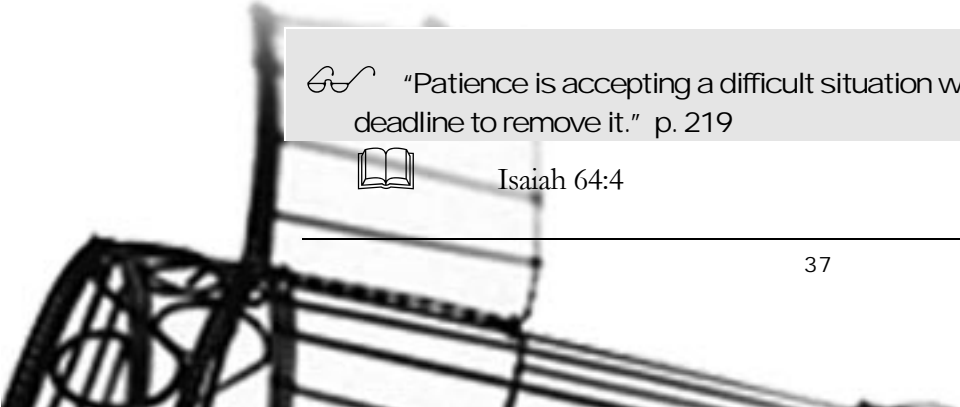 "Patience is accepting a difficult situation w
deadline to remove it." p. 219
Isaiah 64:4
37